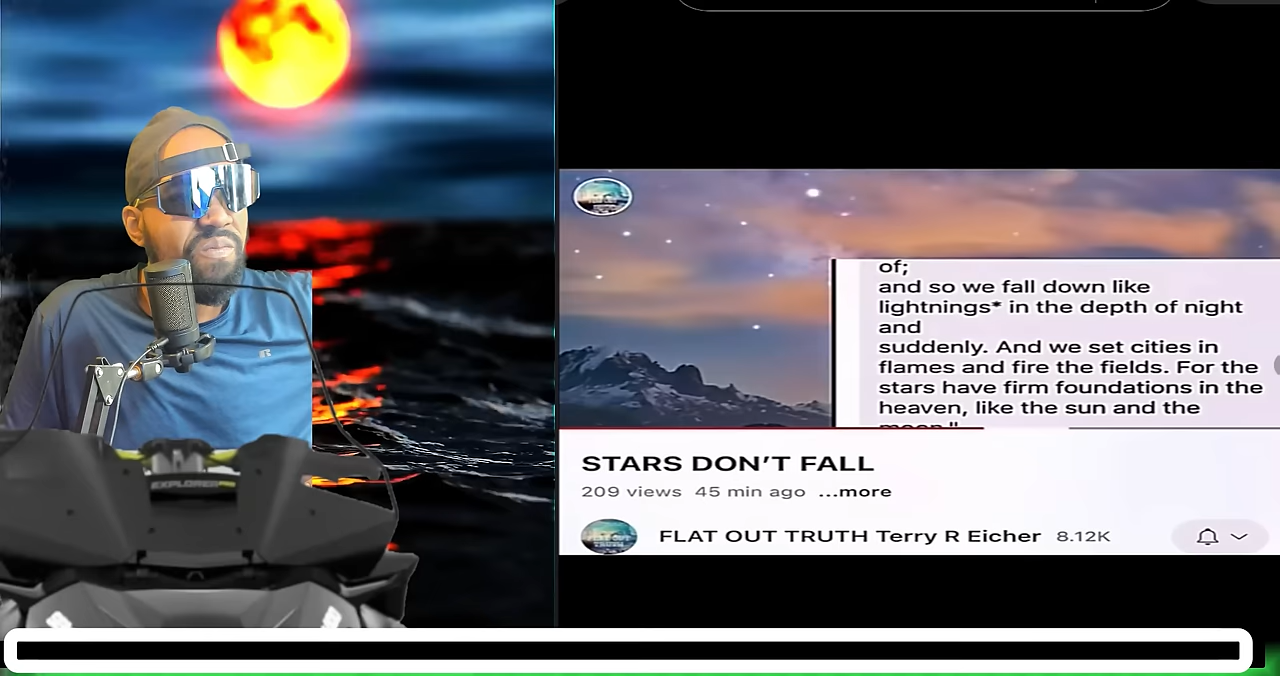 EXPLORER
of;
and so we fall down like
lightnings* in the depth of night
and
suddenly. And we set cities in
flames and fire the fields. For the
stars have firm foundations in the
heaven, like the sun and the
moon."
STARS DON'T FALL
209 views 45 min ago ...more
FLAT OUT TRUTH Terry R Eicher 8.12K